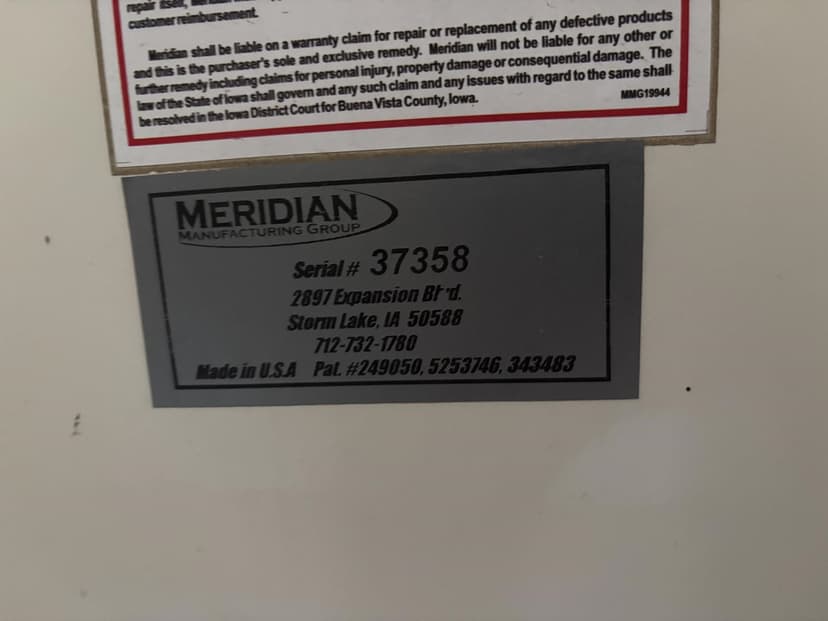 repair itself,
customer reimbursement.
Meridian shall be liable on a warranty claim for repair or replacement of any defective products
and this is the purchaser's sole and exclusive remedy. Meridian will not be liable for any other or
further remedy including claims for personal injury, property damage or consequential damage. The
law of the State of Iowa shall govern and any such claim and any issues with regard to the same shall
be resolved in the Iowa District Court for Buena Vista County, Iowa.
MMG19944
MERIDIAN
MANUFACTURING GROUP
Serial # 37358
2897 Expansion Blvd.
Storm Lake, IA 50588
712-732-1780
Made in U.S.A Pat. #249050, 5253746, 343483